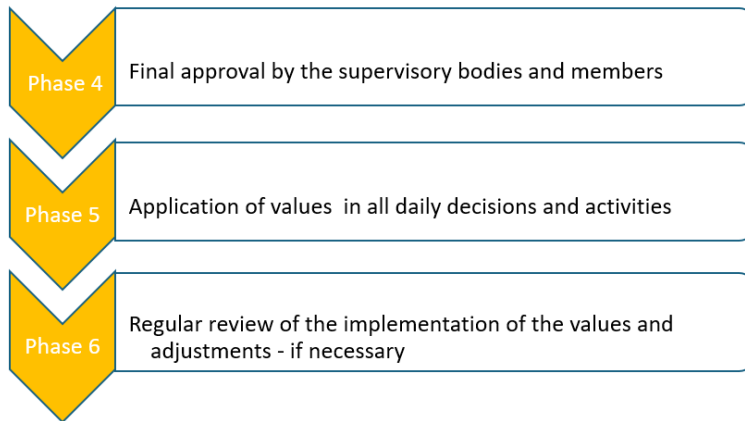 Phase 4
Final approval by the supervisory bodies and members
Phase 5
Application of values  in all daily decisions and activities
Phase 6
Regular review of the implementation of the values and
adjustments - if necessary